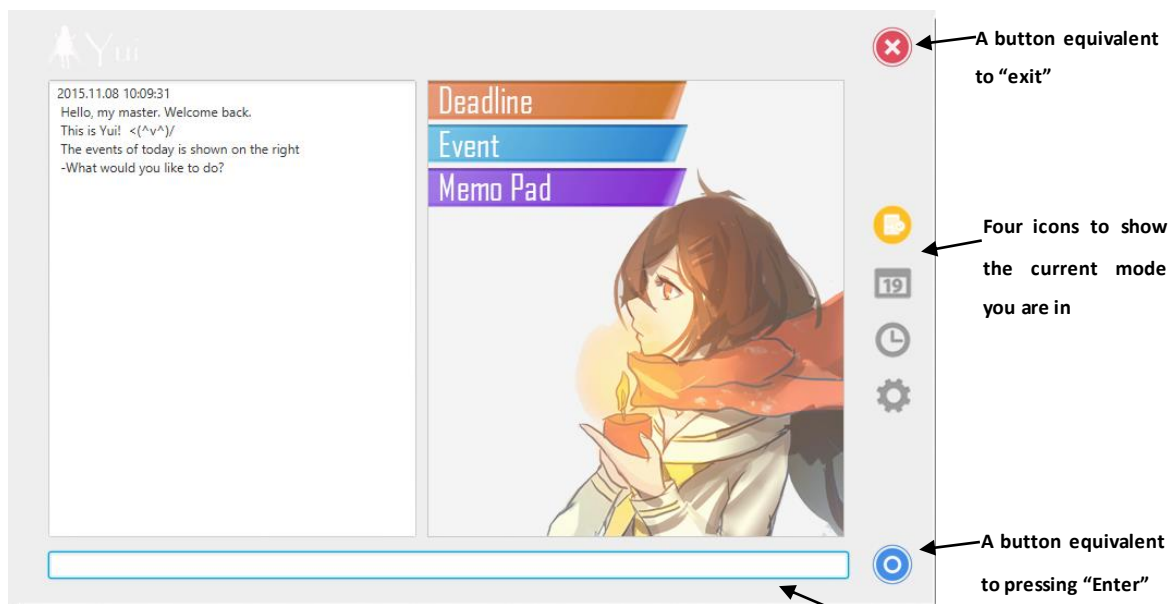 Yui
A button equivalent
to “exit”
2015.11.08 10:09:31
Hello, my master. Welcome back.
This is Yui!  <(^v^)/
The events of today is shown on the right
-What would you like to do?
Deadline
Event
Memo Pad
Four icons to show
the current mode
you are in
19
A button equivalent
to pressing “Enter”